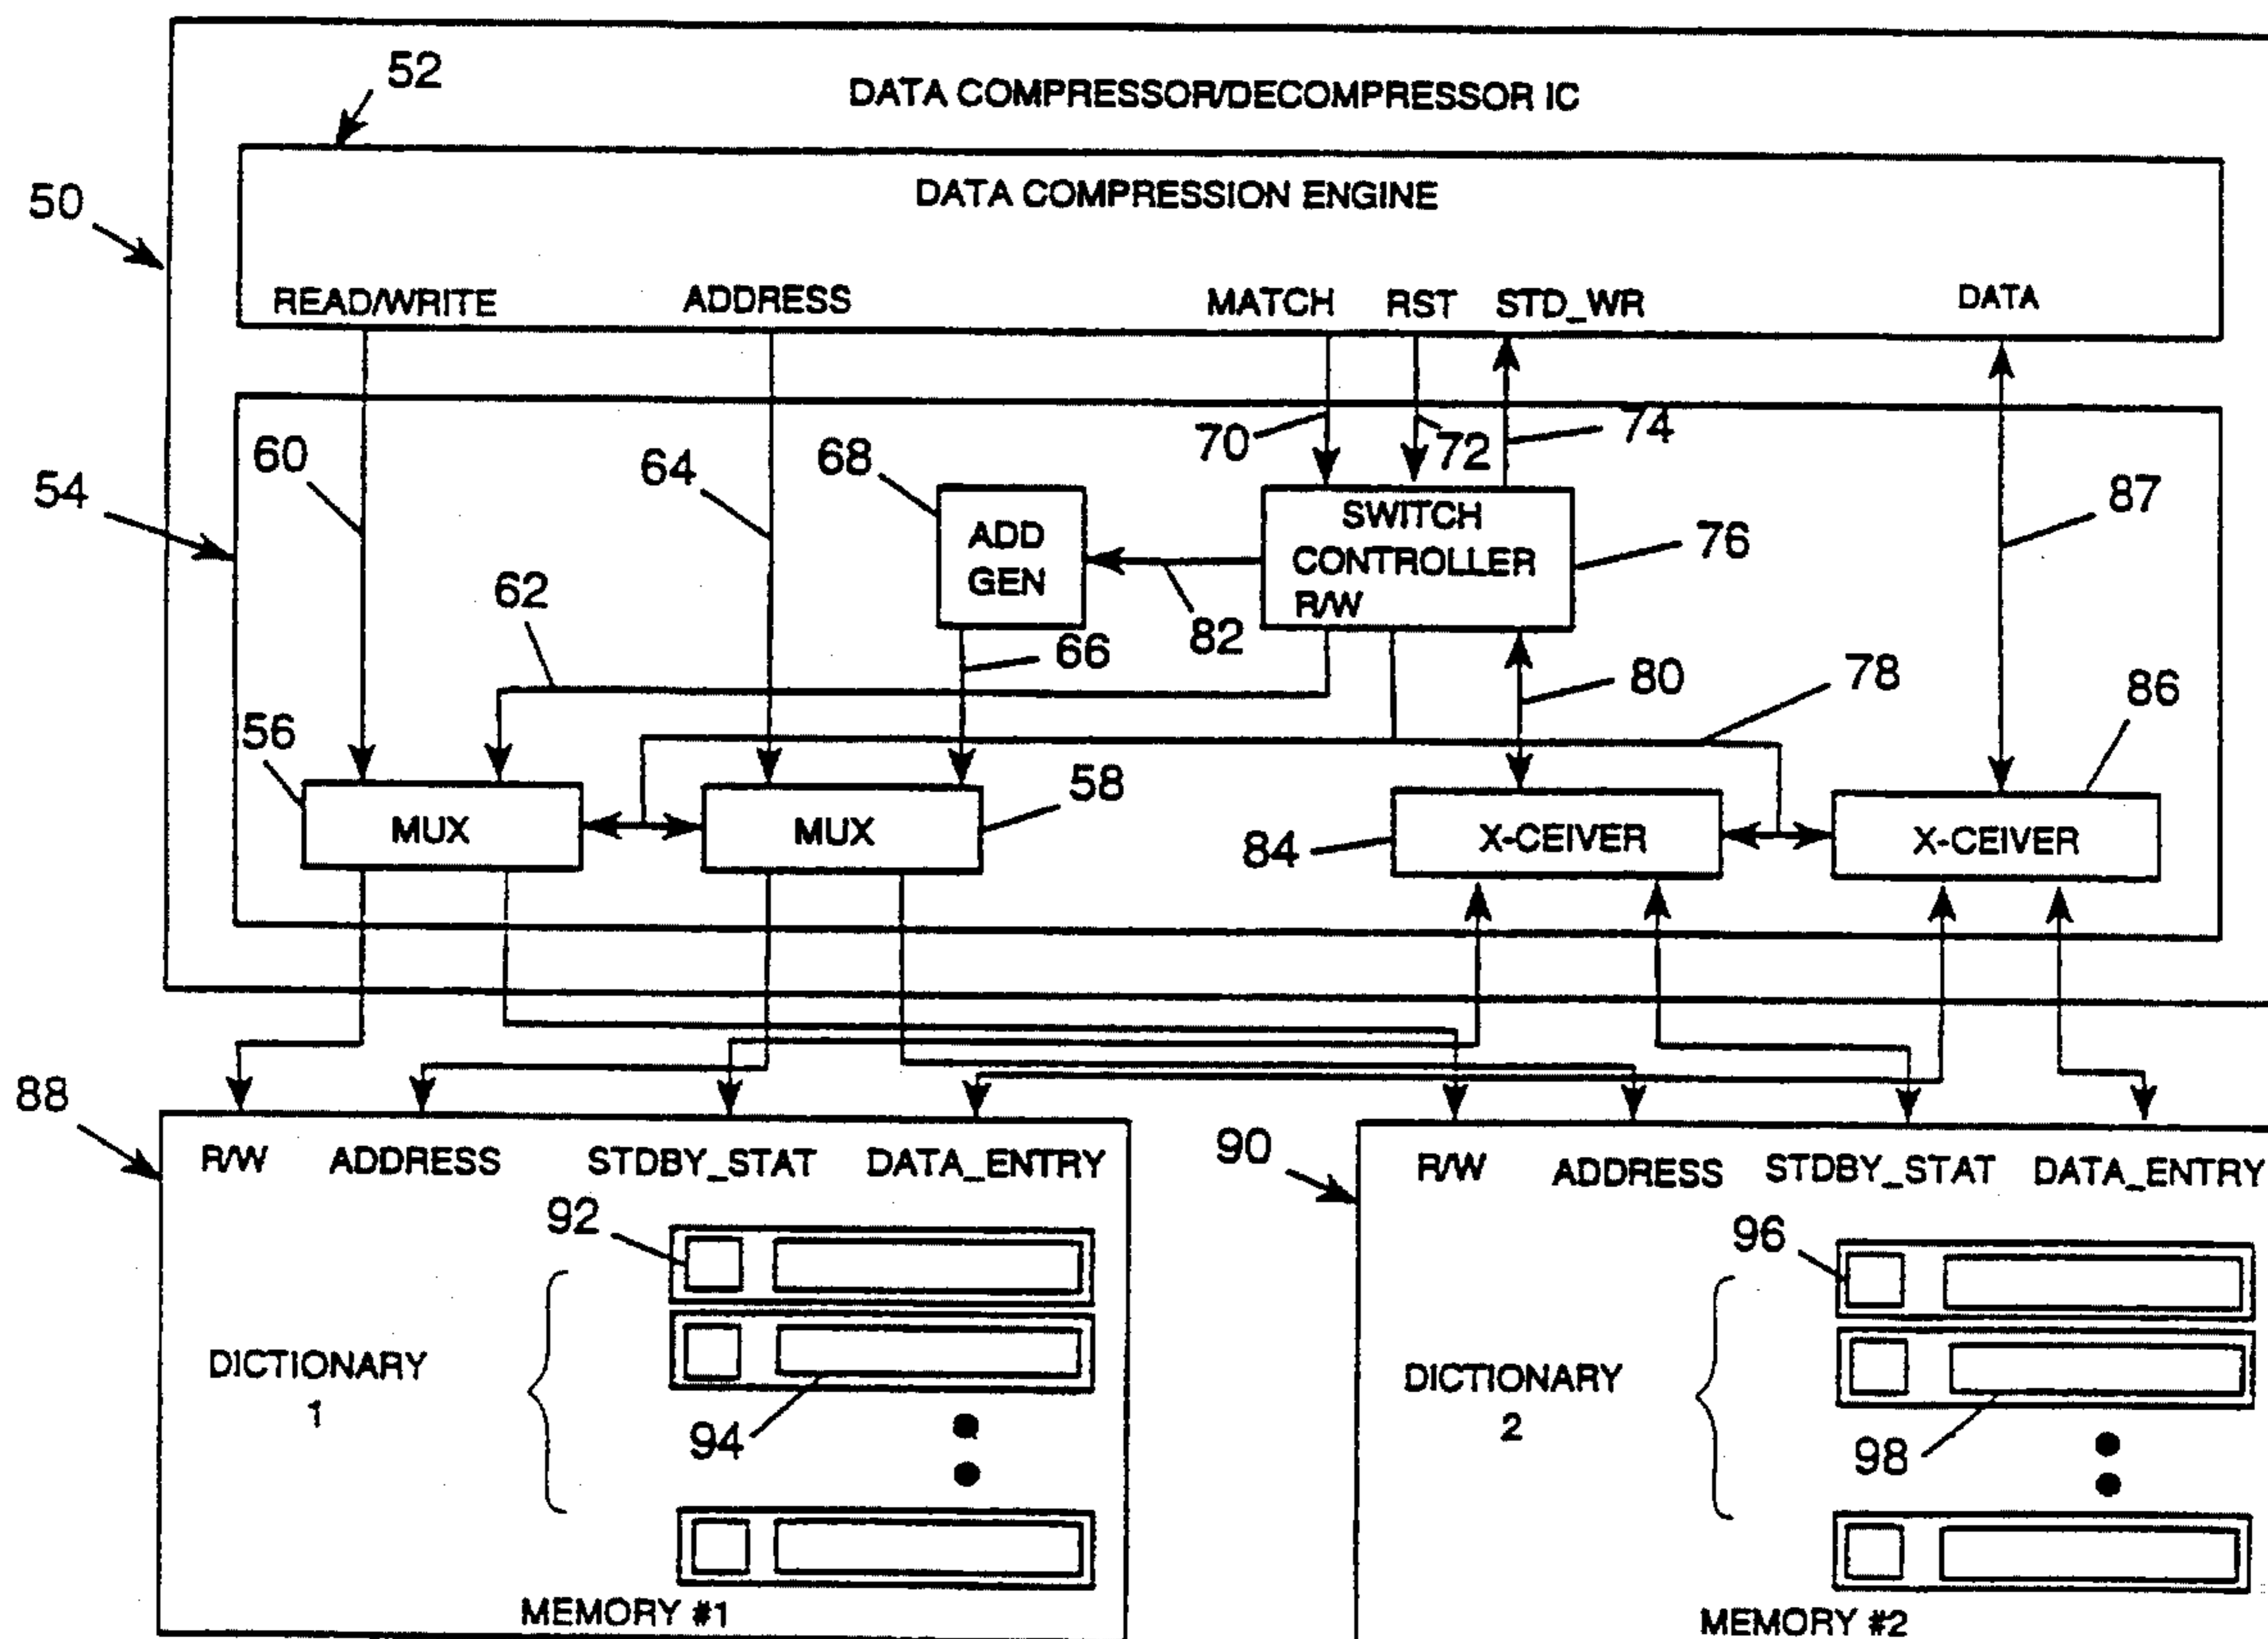 52
DATA COMPRESSOR/DECOMPRESSOR IC
DATA COMPRESSION ENGINE
50
READ/WRITE ADDRESS MATCH RST STD_WR DATA
60 68 70 72 74
54 64 87
ADD GEN
SWITCH CONTROLLER R/W
76
62 82
66 80 78 86
56 58
MUX MUX 84 X-CEIVER X-CEIVER
88
R/W ADDRESS STDBY_STAT DATA_ENTRY
90
R/W ADDRESS STDBY_STAT DATA_ENTRY
92 96
DICTIONARY
1
DICTIONARY
2
94 98
MEMORY #1
MEMORY #2